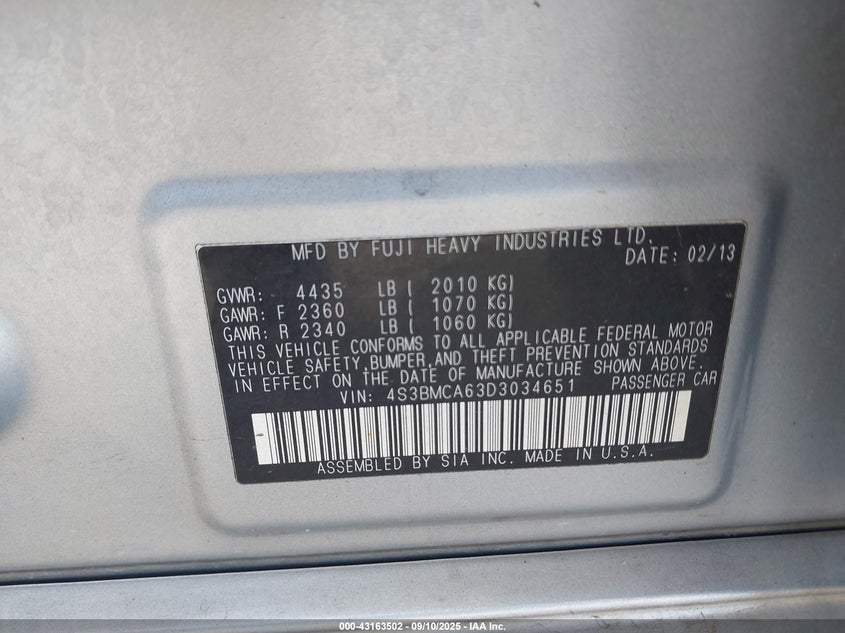 MFD BY FUJI HEAVY INDUSTRIES LTD.
DATE: 02/13
GVWR: 4435 LB ( 2010 KG)
GAWR: F 2360 LB ( 1070 KG)
GAWR: R 2340 LB ( 1060 KG)
THIS VEHICLE CONFORMS TO ALL APPLICABLE FEDERAL MOTOR
VEHICLE SAFETY,BUMPER,AND THEFT PREVENTION STANDARDS
IN EFFECT ON THE DATE OF MANUFACTURE SHOWN ABOVE.
VIN: 4S3BMCA63D3034651 PASSENGER CAR
ASSEMBLED BY SIA INC. MADE IN U.S.A.
000-43163502 - 09/10/2025 - IAA Inc.